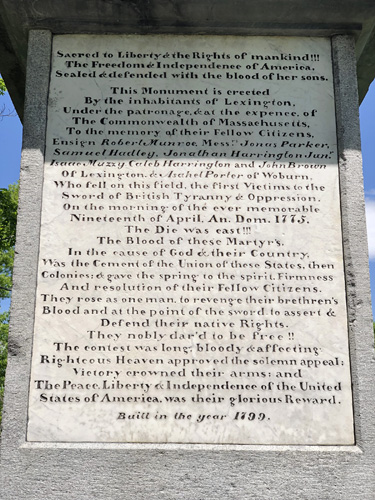 Sacred to Liberty & the Rights of mankind!!!
The Freedom & Independence of America,
Sealed & defended with the blood of her sons.
This Monument is erected
By the inhabitants of Lexington,
Under the patronage, & at the expence, of
The Commonwealth of Massachusetts,
To the memory of their Fellow Citizens,
Ensign Robert Munroe, Messrs. Jonas Parker,
Samuel Hadley, Jonathan Harrington Junr.
Isaac Muzzy, Caleb Harrington and John Brown
Of Lexington, & Asahel Porter of Woburn,
Who fell on this field, the first Victims to the
Sword of British Tyranny & Oppression,
On the morning of the ever memorable
Nineteenth of April, An. Dom. 1775.
The Die was cast!!!
The Blood of these Martyr's,
In the cause of God & their Country,
Was the Cement of the Union of these States, then
Colonies; & gave the spring to the spirit, Firmness
And resolution of their Fellow Citizens.
They rose as one man, to revenge their brethren's
Blood and at the point of the sword, to assert &
Defend their native Rights.
They nobly dar'd to be free!!
The contest was long, bloody & affecting.
Righteous Heaven approved the solemn appeal;
Victory crowned their arms; and
The Peace, Liberty & Independence of the United
States of America, was their glorious Reward.
Built in the year 1799.